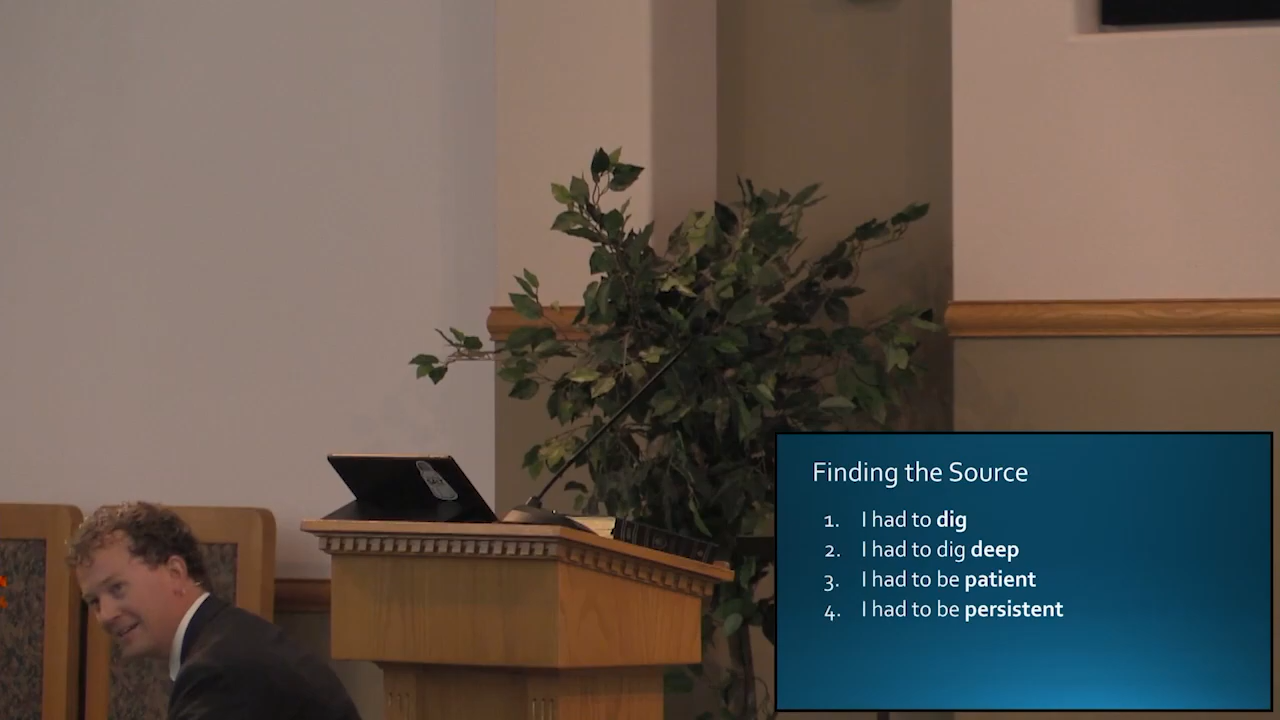 Finding the Source
1. I had to dig
2. I had to dig deep
3. I had to be patient
4. I had to be persistent